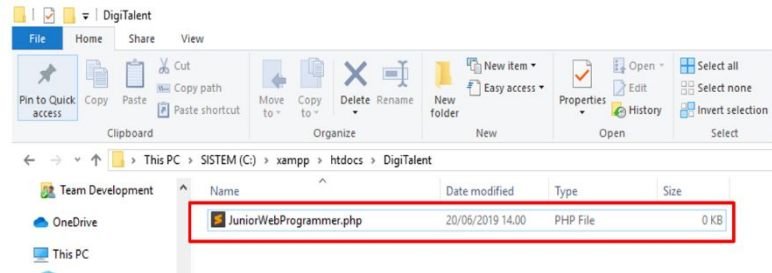 DigiTalent
File Home Share View
Pin to Quick access
Copy
Paste
Cut
Copy path
Paste shortcut
Move to
Copy to
Delete
Rename
New folder
New item
Easy access
Properties
Open
Edit
History
Select all
Select none
Invert selection
Clipboard Organize New Open Select
This PC > SISTEM (C:) > xampp > htdocs > DigiTalent
Team Development
OneDrive
This PC
Name Date modified Type Size
JuniorWebProgrammer.php 20/06/2019 14.00 PHP File 0 KB